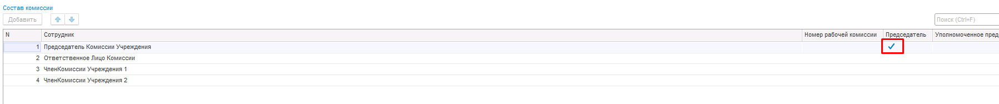 Состав комиссии
Добавить
Поиск (Ctrl+F)
N Сотрудник Номер рабочей комиссии Председатель Уполномоченное пред
1 Председатель Комиссии Учреждения
2 Ответственное Лицо Комиссии
3 ЧленКомиссии Учреждения 1
4 ЧленКомиссии Учреждения 2